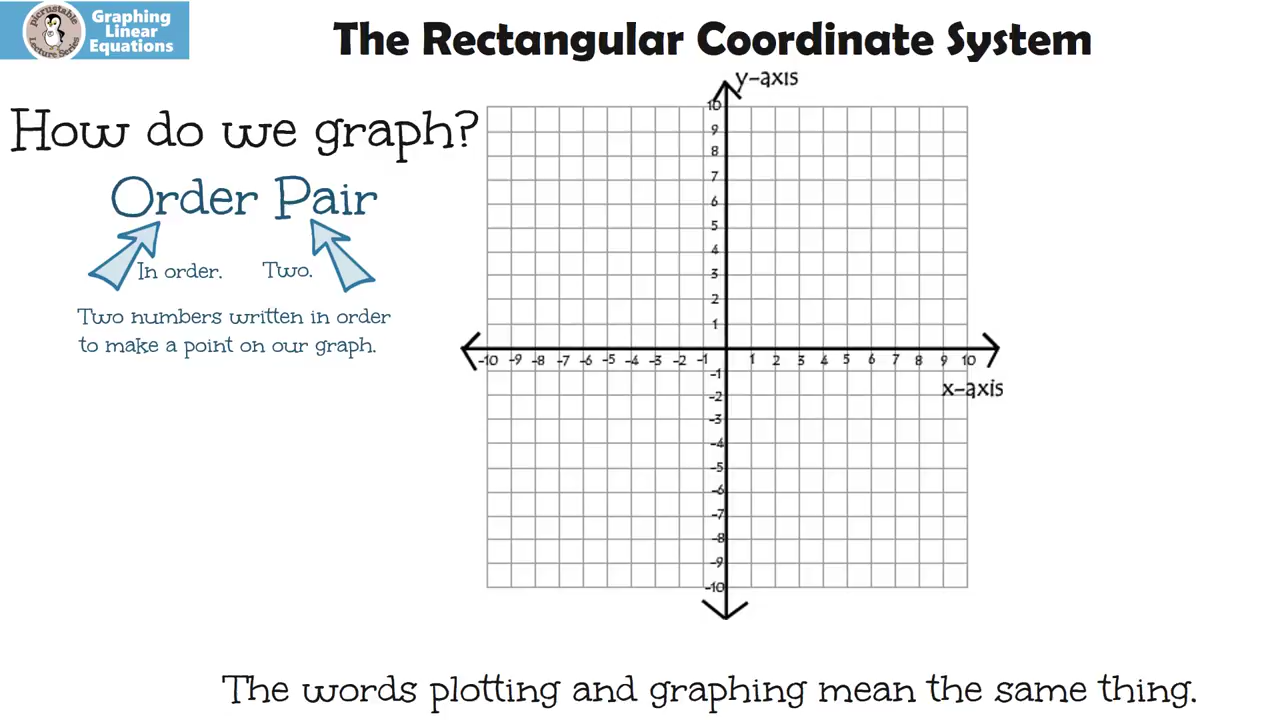 picrustable
Lecture Series
Graphing
Linear
Equations
The Rectangular Coordinate System
How do we graph?
Order Pair
In order. Two.
Two numbers written in order
to make a point on our graph.
y-axis
10
9
8
7
6
5
4
3
2
1
-10 -9 -8 -7 -6 -5 -4 -3 -2 -1 1 2 3 4 5 6 7 8 9 10
x-axis
-1
-2
-3
-4
-5
-6
-7
-8
-9
-10
The words plotting and graphing mean the same thing.